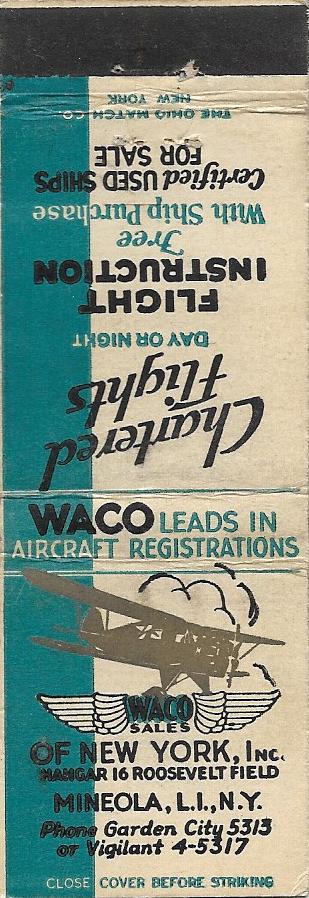 WACO LEADS IN
AIRCRAFT REGISTRATIONS
WACO
SALES
OF NEW YORK, INC.
HANGAR 16 ROOSEVELT FIELD
MINEOLA, L.I., N.Y.
Phone Garden City 5313
or Vigilant 4-5317
CLOSE COVER BEFORE STRIKING
Chartered
Flights
DAY OR NIGHT
FLIGHT
INSTRUCTION
Free
With Ship Purchase
Certified USED SHIPS
FOR SALE
THE OHIO MATCH CO.
NEW YORK